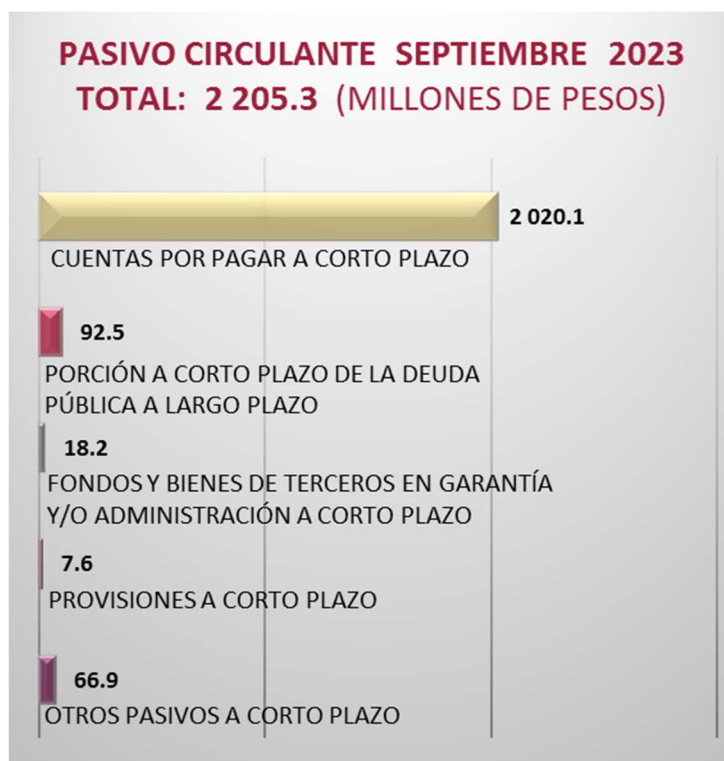 PASIVO CIRCULANTE SEPTIEMBRE 2023
TOTAL: 2 205.3 (MILLONES DE PESOS)
2 020.1
CUENTAS POR PAGAR A CORTO PLAZO
92.5
PORCIÓN A CORTO PLAZO DE LA DEUDA
PÚBLICA A LARGO PLAZO
18.2
FONDOS Y BIENES DE TERCEROS EN GARANTÍA
Y/O ADMINISTRACIÓN A CORTO PLAZO
7.6
PROVISIONES A CORTO PLAZO
66.9
OTROS PASIVOS A CORTO PLAZO